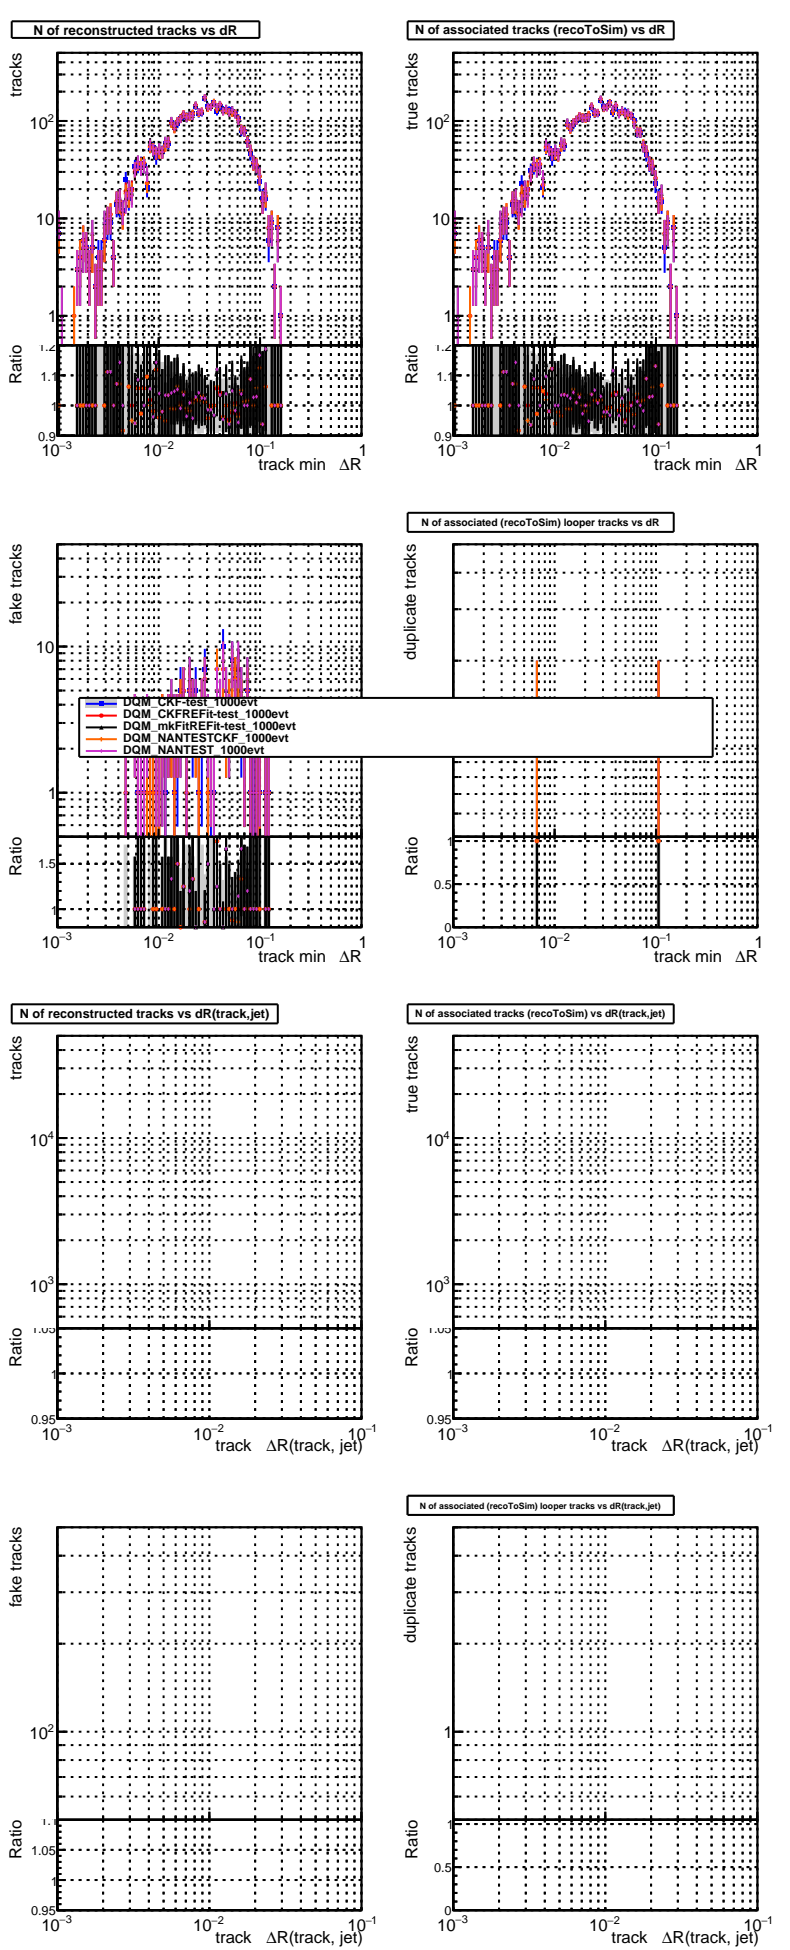 N of reconstructed tracks vs dR
N of associated tracks (recoToSim) vs dR
tracks
10²
10
1
Ratio
1.2
1.1
1
0.9
10⁻³
10⁻²
10⁻¹
1
track min ΔR
true tracks
10²
10
1
Ratio
1.2
1.1
1
0.9
10⁻³
10⁻²
10⁻¹
1
track min ΔR
N of associated (recoToSim) looper tracks vs dR
fake tracks
10
1
Ratio
1.5
1
10⁻³
10⁻²
10⁻¹
1
track min ΔR
duplicate tracks
Ratio
1
0.5
0
10⁻³
10⁻²
10⁻¹
1
track min ΔR
DQM_CKF-test_1000evt
DQM_CKFREFit-test_1000evt
DQM_mkFitREFit-test_1000evt
DQM_NANTESTCKF_1000evt
DQM_NANTEST_1000evt
N of reconstructed tracks vs dR(track,jet)
N of associated tracks (recoToSim) vs dR(track,jet)
tracks
10⁴
10³
Ratio
1.05
1
0.95
10⁻³
10⁻²
10⁻¹
track ΔR(track, jet)
true tracks
10⁴
10³
Ratio
1.05
1
0.95
10⁻³
10⁻²
10⁻¹
track ΔR(track, jet)
N of associated (recoToSim) looper tracks vs dR(track,jet)
fake tracks
10²
Ratio
1.1
1.05
1
0.95
10⁻³
10⁻²
10⁻¹
track ΔR(track, jet)
duplicate tracks
1
Ratio
1
0.5
0
10⁻³
10⁻²
10⁻¹
track ΔR(track, jet)